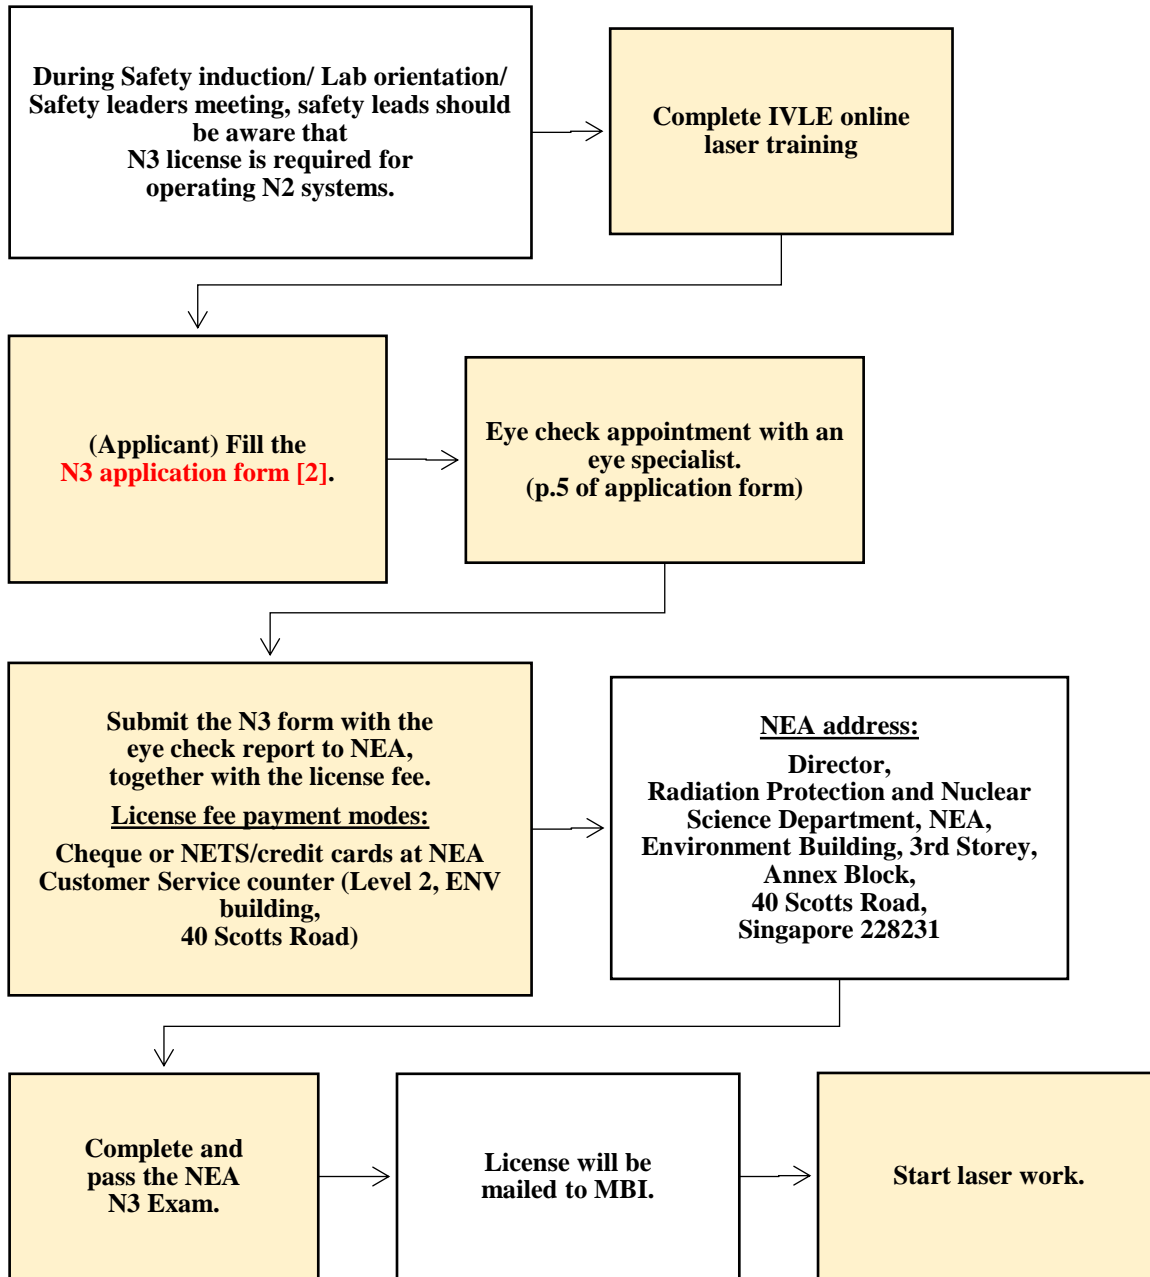 During Safety induction/ Lab orientation/
Safety leaders meeting, safety leads should
be aware that
N3 license is required for
operating N2 systems.
Complete IVLE online
laser training
(Applicant) Fill the
N3 application form [2].
Eye check appointment with an
eye specialist.
(p.5 of application form)
Submit the N3 form with the
eye check report to NEA,
together with the license fee.
License fee payment modes:
Cheque or NETS/credit cards at NEA
Customer Service counter (Level 2, ENV
building,
40 Scotts Road)
NEA address:
Director,
Radiation Protection and Nuclear
Science Department, NEA,
Environment Building, 3rd Storey,
Annex Block,
40 Scotts Road,
Singapore 228231
Complete and
pass the NEA
N3 Exam.
License will be
mailed to MBI.
Start laser work.